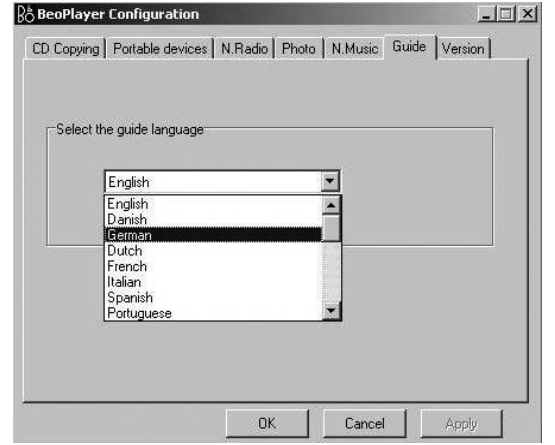 BeoPlayer Configuration
CD Copying Portable devices N.Radio Photo N.Music Guide Version
Select the guide language
English
English
Danish
German
Dutch
French
Italian
Spanish
Portuguese
OK Cancel Apply